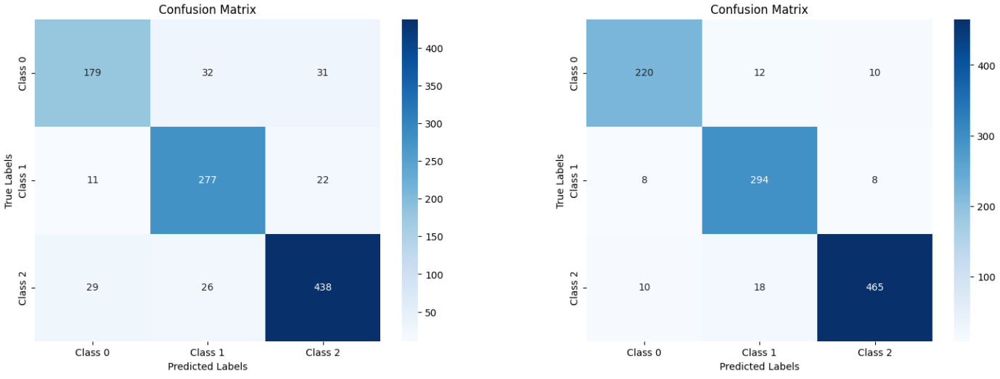 Confusion Matrix
Class 0
Class 1
Class 2
True Labels
179 32 31
11 277 22
29 26 438
Class 0 Class 1 Class 2
Predicted Labels
400
350
300
250
200
150
100
50
Confusion Matrix
Class 0
Class 1
Class 2
True Labels
220 12 10
8 294 8
10 18 465
Class 0 Class 1 Class 2
Predicted Labels
400
300
200
100